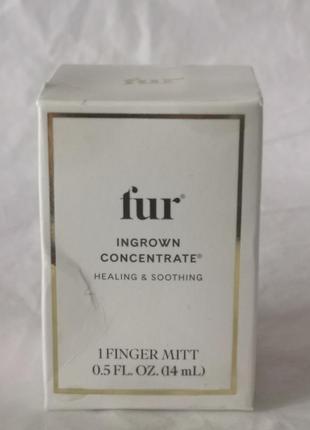 fur®
INGROWN
CONCENTRATE®
HEALING & SOOTHING
1 FINGER MITT
0.5 FL. OZ. (14 mL)